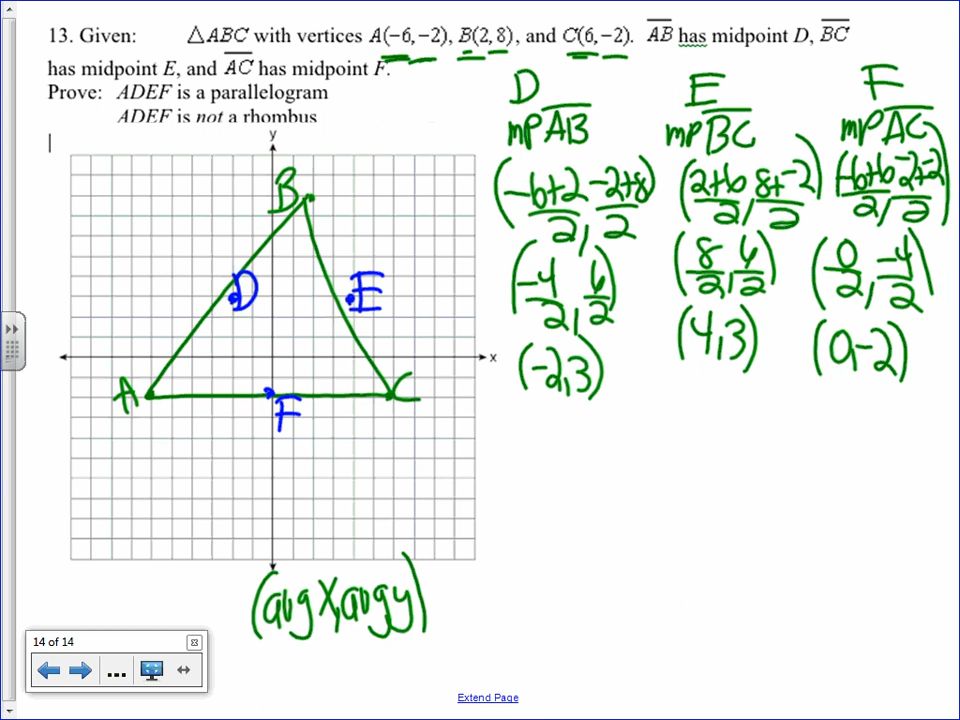 13. Given: △ABC with vertices A(−6,−2), B(2,8), and C(6,−2). AB has midpoint D, BC
has midpoint E, and AC has midpoint F.
Prove: ADEF is a parallelogram
ADEF is not a rhombus
D E F
mp AB mp BC mp AC
(-6+2/2, -2+8/2) (2+6/2, 8+-2/2) (-6+6/2, -2+-2/2)
(-4/2, 6/2) (8/2, 6/2) (0/2, -4/2)
(-2,3) (4,3) (0,-2)
y
B
D E
x
A C
F
(avg x, avg y)
14 of 14
...
Extend Page